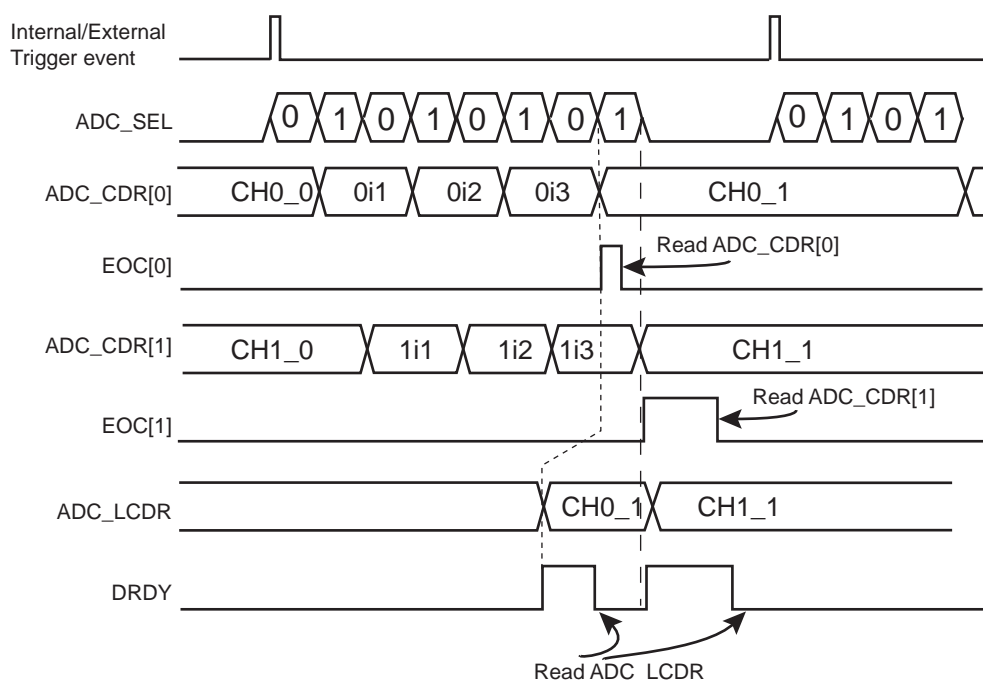 Internal/External
Trigger event
ADC_SEL
0 1 0 1 0 1 0 1 0 1 0 1
ADC_CDR[0]
CH0_0 0i1 0i2 0i3 CH0_1
EOC[0]
Read ADC_CDR[0]
ADC_CDR[1]
CH1_0 1i1 1i2 1i3 CH1_1
EOC[1]
Read ADC_CDR[1]
ADC_LCDR
CH0_1 CH1_1
DRDY
Read ADC_LCDR